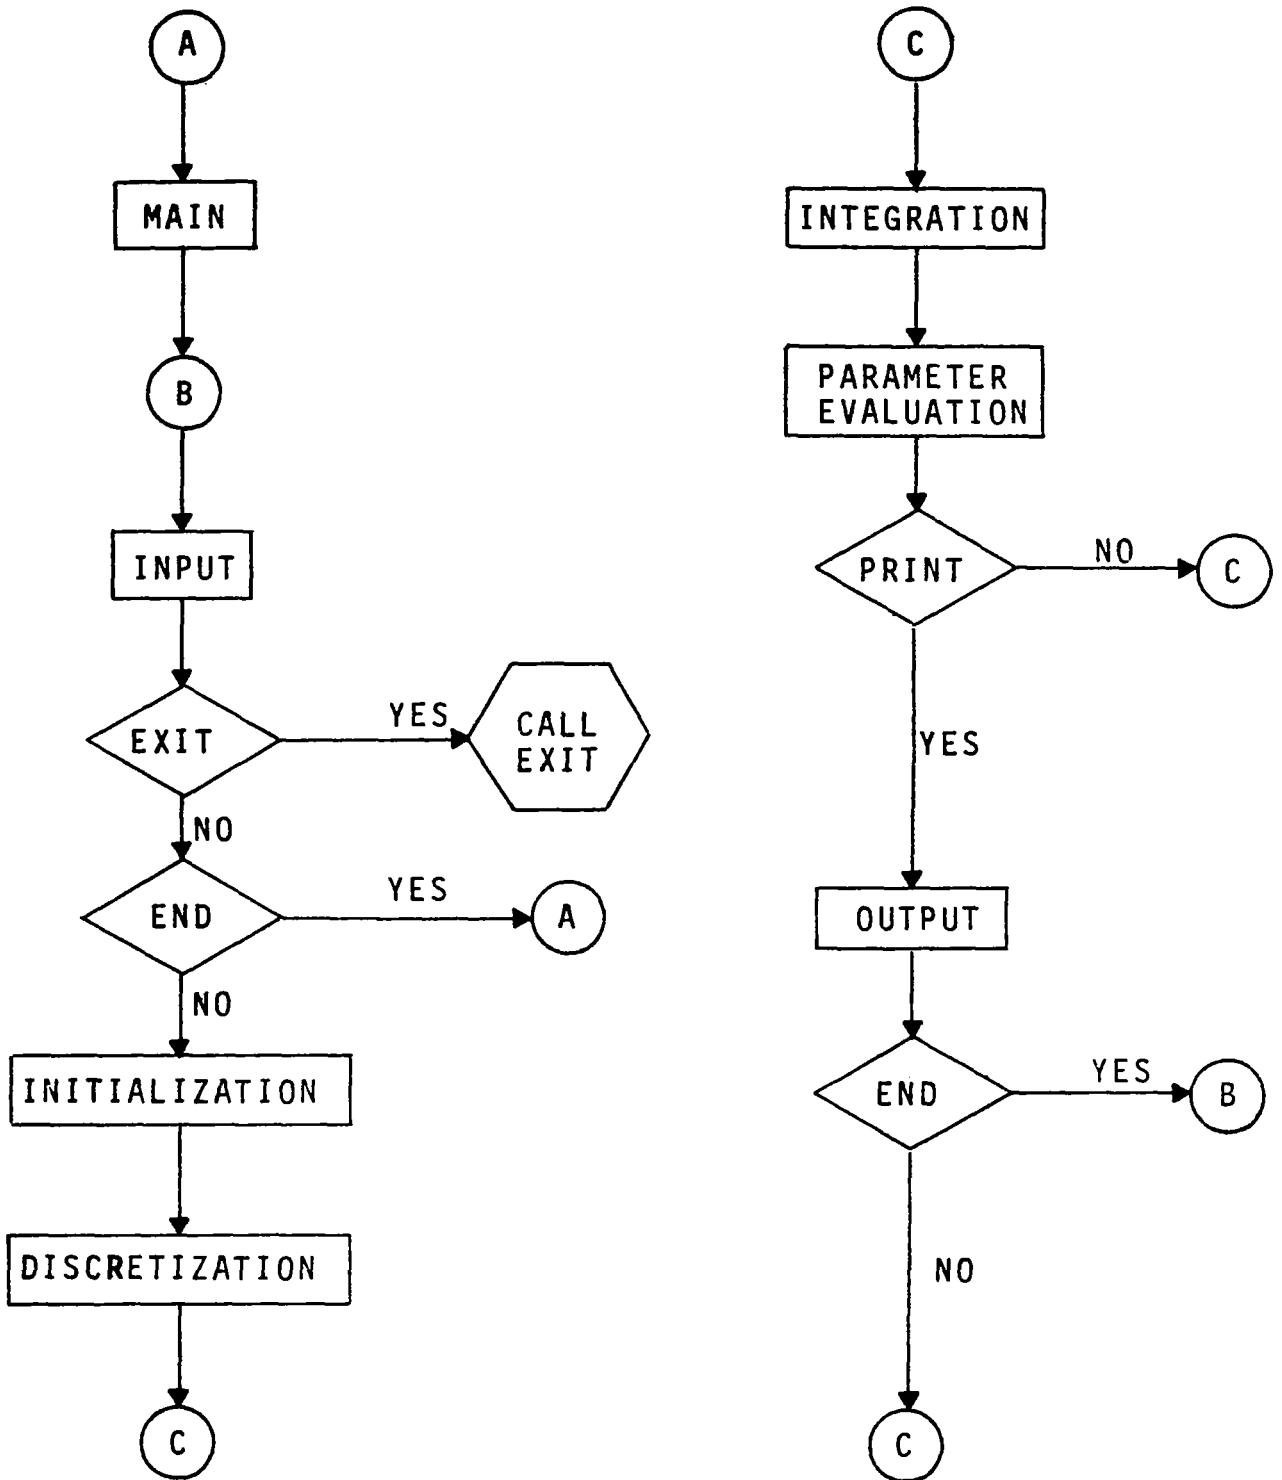 A
MAIN
B
INPUT
EXIT
YES
CALL
EXIT
NO
END
YES
A
NO
INITIALIZATION
DISCRETIZATION
C
C
INTEGRATION
PARAMETER
EVALUATION
PRINT
NO
C
YES
OUTPUT
END
YES
B
NO
C